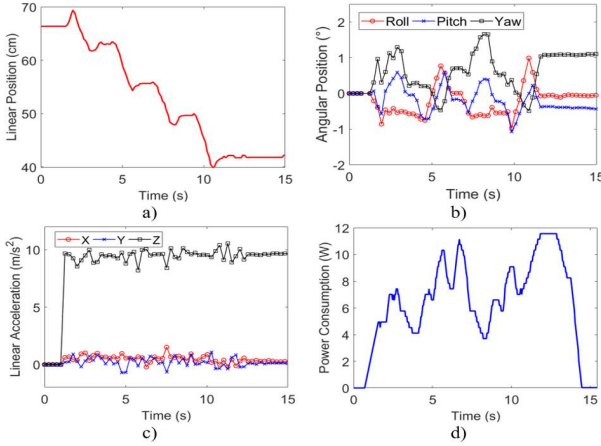 70
60
50
40
Linear Position (cm)
0 5 10 15
Time (s)
a)
Roll Pitch Yaw
2
1
0
-1
-2
Angular Position (°)
0 5 10 15
Time (s)
b)
X Y Z
10
5
0
Linear Acceleration (m/s²)
0 5 10 15
Time (s)
c)
12
10
8
6
4
2
0
Power Consumption (W)
0 5 10 15
Time (s)
d)